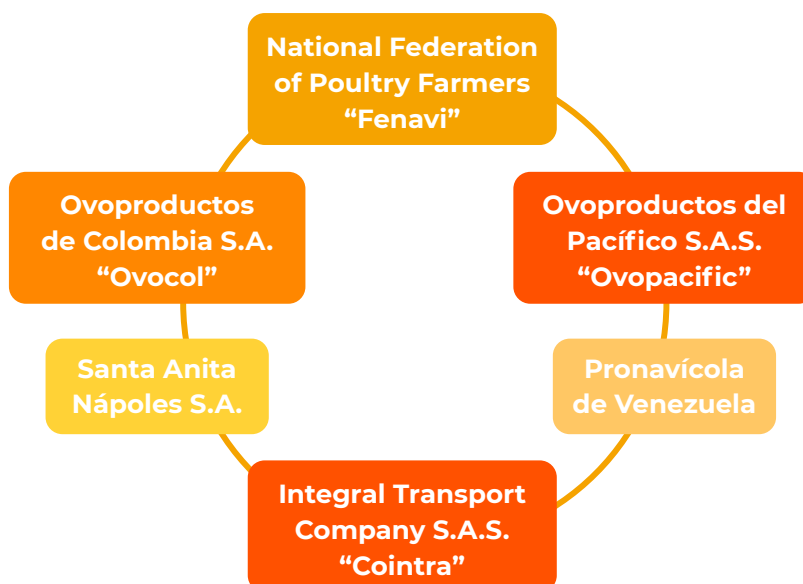 National Federation
of Poultry Farmers
“Fenavi”
Ovoproductos
de Colombia S.A.
“Ovocol”
Ovoproductos del
Pacífico S.A.S.
“Ovopacific”
Santa Anita
Nápoles S.A.
Pronavícola
de Venezuela
Integral Transport
Company S.A.S.
“Cointra”